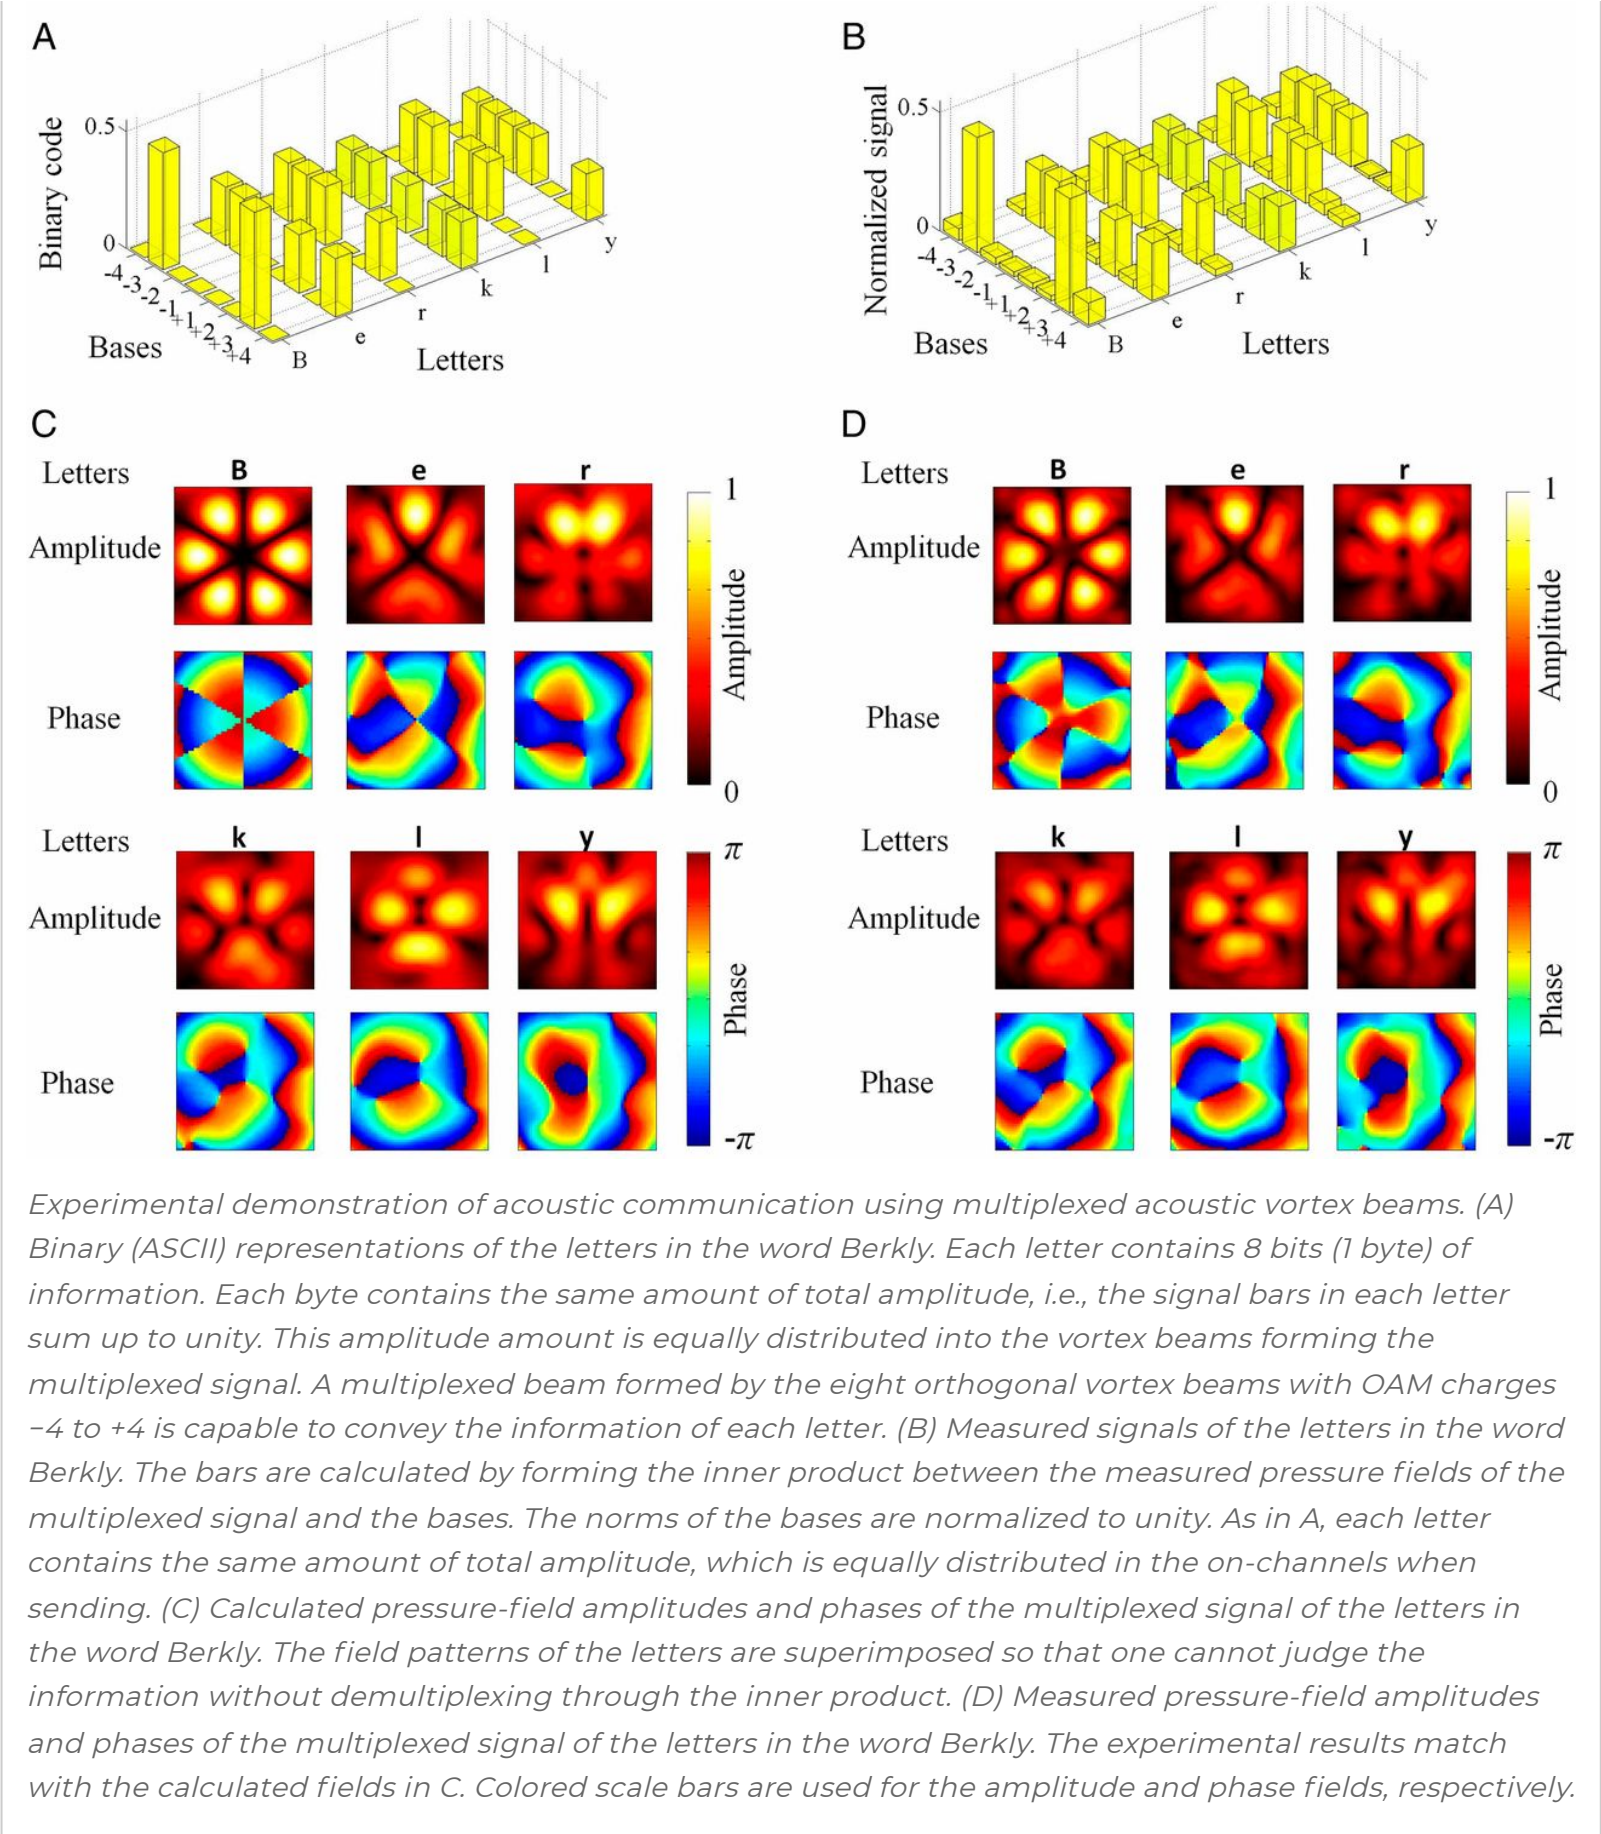 A
Binary code
0.5
0
-4
-3
-2
-1
+1
+2
+3
+4
Bases
B
e
r
k
l
y
Letters
B
Normalized signal
0.5
0
-4
-3
-2
-1
+1
+2
+3
+4
Bases
B
e
r
k
l
y
Letters
C
Letters B e r
Amplitude
Phase
1
Amplitude
0
Letters k l y
Amplitude
Phase
π
Phase
-π
D
Letters B e r
Amplitude
Phase
1
Amplitude
0
Letters k l y
Amplitude
Phase
π
Phase
-π
Experimental demonstration of acoustic communication using multiplexed acoustic vortex beams. (A)
Binary (ASCII) representations of the letters in the word Berkly. Each letter contains 8 bits (1 byte) of
information. Each byte contains the same amount of total amplitude, i.e., the signal bars in each letter
sum up to unity. This amplitude amount is equally distributed into the vortex beams forming the
multiplexed signal. A multiplexed beam formed by the eight orthogonal vortex beams with OAM charges
−4 to +4 is capable to convey the information of each letter. (B) Measured signals of the letters in the word
Berkly. The bars are calculated by forming the inner product between the measured pressure fields of the
multiplexed signal and the bases. The norms of the bases are normalized to unity. As in A, each letter
contains the same amount of total amplitude, which is equally distributed in the on-channels when
sending. (C) Calculated pressure-field amplitudes and phases of the multiplexed signal of the letters in
the word Berkly. The field patterns of the letters are superimposed so that one cannot judge the
information without demultiplexing through the inner product. (D) Measured pressure-field amplitudes
and phases of the multiplexed signal of the letters in the word Berkly. The experimental results match
with the calculated fields in C. Colored scale bars are used for the amplitude and phase fields, respectively.